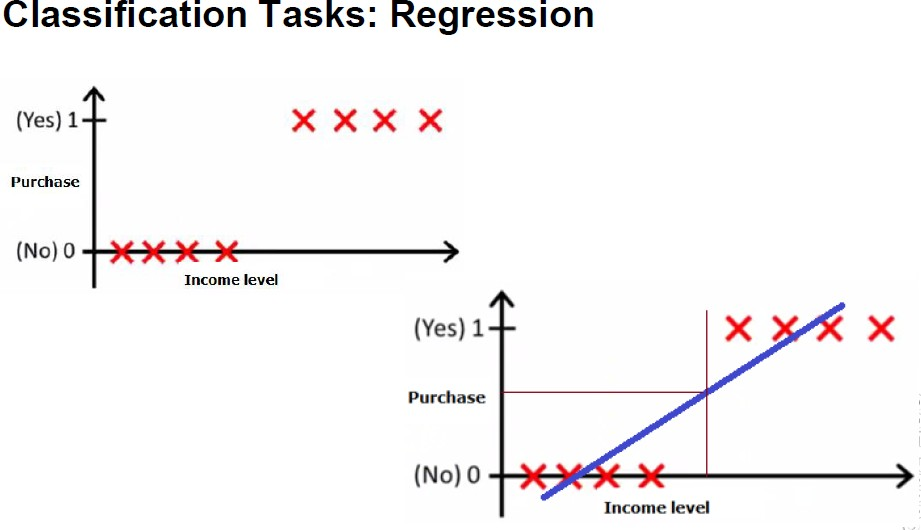 Classification Tasks: Regression
(Yes) 1
Purchase
(No) 0
Income level
(Yes) 1
Purchase
(No) 0
Income level